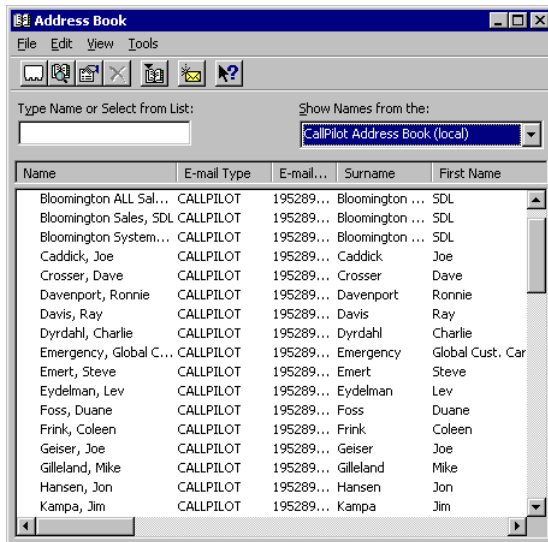 Address Book
File Edit View Tools
Type Name or Select from List: Show Names from the:
CallPilot Address Book (local)
Name E-mail Type E-mail... Surname First Name
Bloomington ALL Sal... CALLPILOT 195289... Bloomington ... SDL
Bloomington Sales, SDL CALLPILOT 195289... Bloomington ... SDL
Bloomington System... CALLPILOT 195289... Bloomington ... SDL
Caddick, Joe CALLPILOT 195289... Caddick Joe
Crosser, Dave CALLPILOT 195289... Crosser Dave
Davenport, Ronnie CALLPILOT 195289... Davenport Ronnie
Davis, Ray CALLPILOT 195289... Davis Ray
Dyrdahl, Charlie CALLPILOT 195289... Dyrdahl Charlie
Emergency, Global C... CALLPILOT 195289... Emergency Global Cust. Car
Emert, Steve CALLPILOT 195289... Emert Steve
Eydelman, Lev CALLPILOT 195289... Eydelman Lev
Foss, Duane CALLPILOT 195289... Foss Duane
Frink, Coleen CALLPILOT 195289... Frink Coleen
Geiser, Joe CALLPILOT 195289... Geiser Joe
Gilleland, Mike CALLPILOT 195289... Gilleland Mike
Hansen, Jon CALLPILOT 195289... Hansen Jon
Kampa, Jim CALLPILOT 195289... Kampa Jim